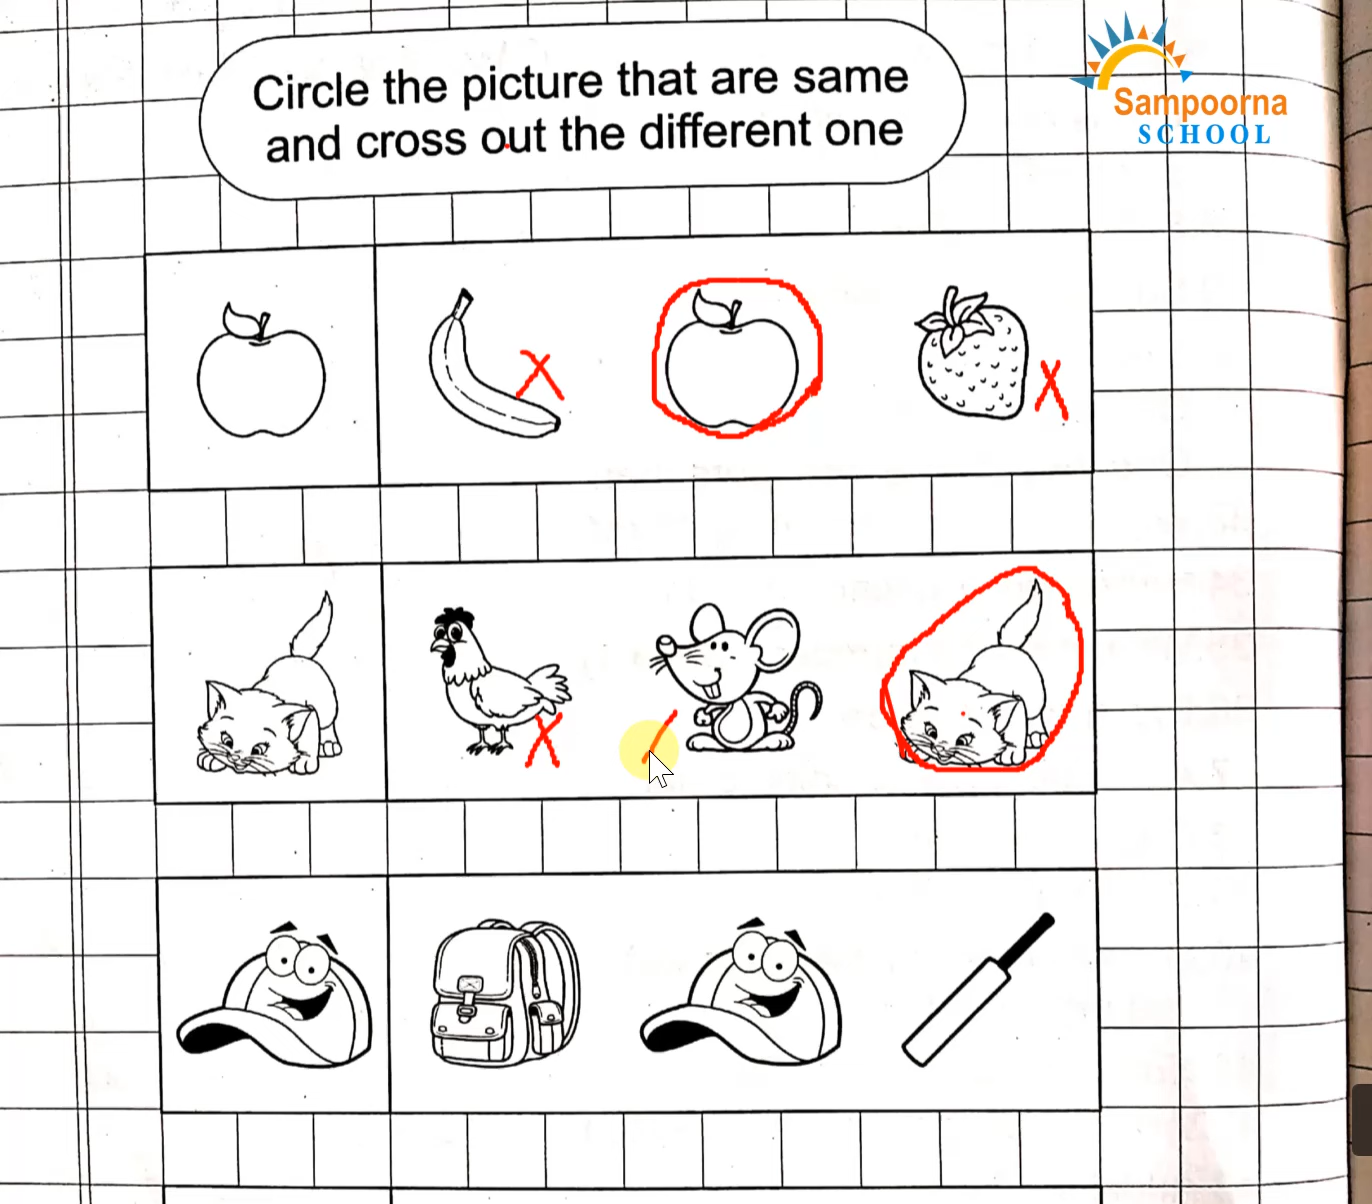 Circle the picture that are same
and cross out the different one
Sampoorna
SCHOOL